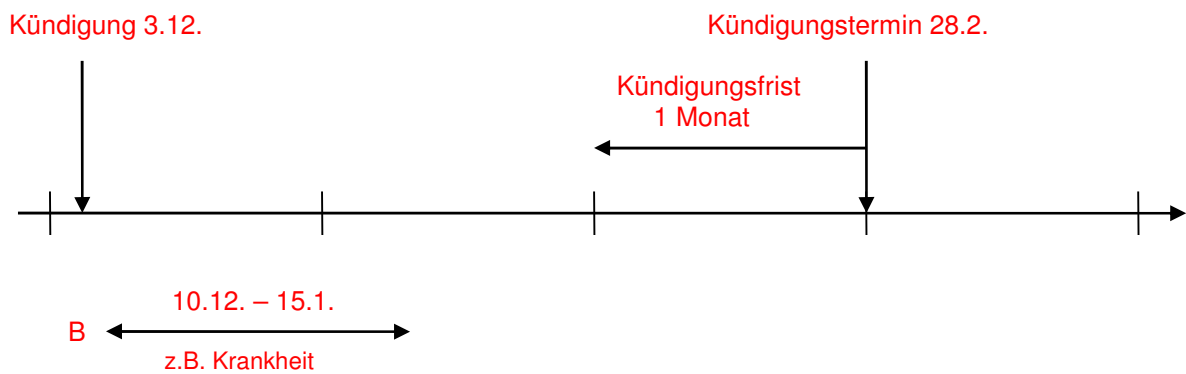 Kündigung 3.12.
Kündigungstermin 28.2.
Kündigungsfrist
1 Monat
10.12. – 15.1.
B
z.B. Krankheit